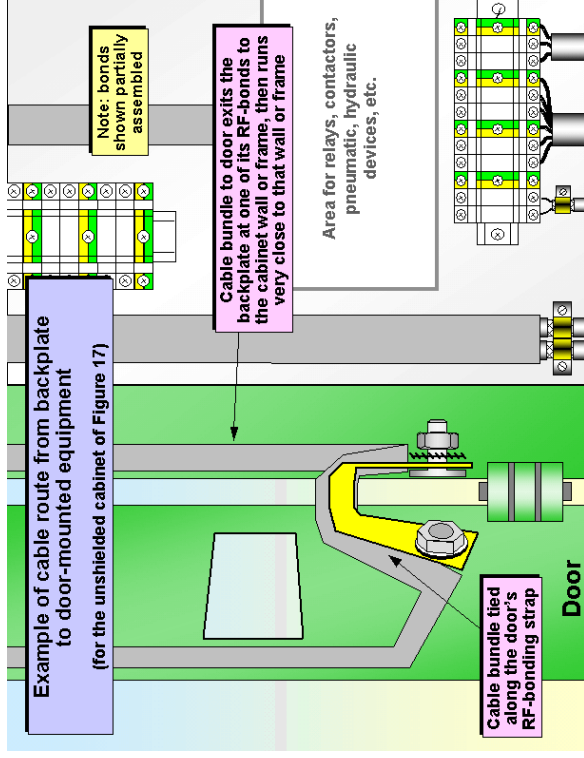 Example of cable route from backplate
to door-mounted equipment
(for the unshielded cabinet of Figure 17)
Note: bonds
shown partially
assembled
Cable bundle to door exits the
backplate at one of its RF-bonds to
the cabinet wall or frame, then runs
very close to that wall or frame
Area for relays, contactors,
pneumatic, hydraulic
devices, etc.
Cable bundle tied
along the door's
RF-bonding strap
Door